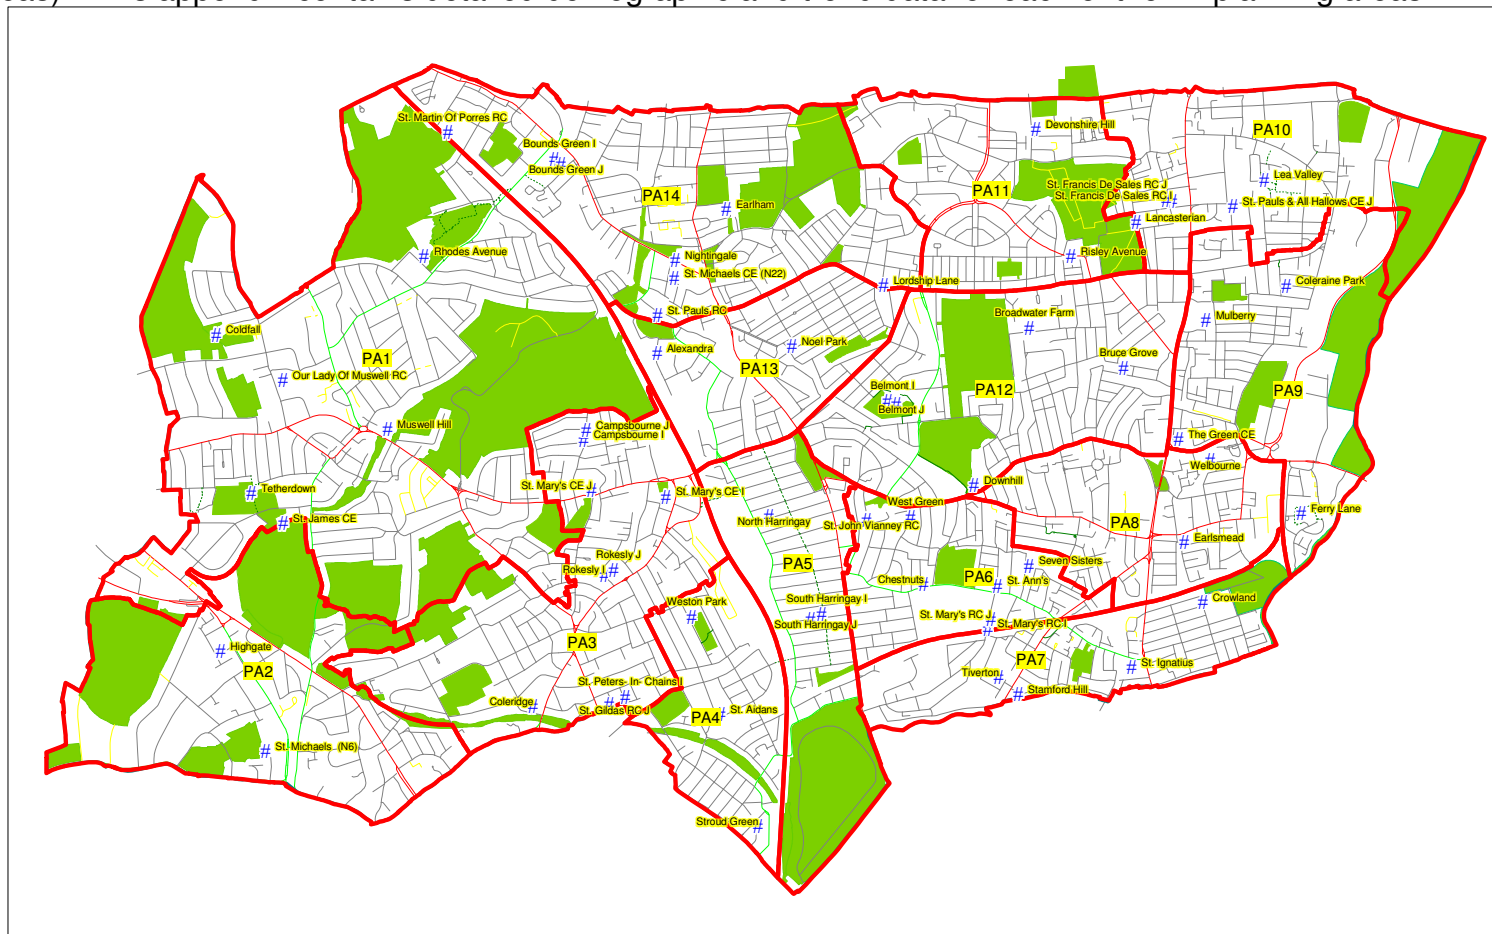 St. Martin Of Porres RC
Bounds Green I
Bounds Green J
PA14
Earlham
Rhodes Avenue
Nightingale
St. Michaels CE (N22)
St. Pauls RC
Alexandra
Lordship Lane
Devonshire Hill
PA10
PA11
St. Francis De Sales RC J
St. Francis De Sales RC I
Lea Valley
St. Pauls & All Hallows CE J
Lancasterian
Risley Avenue
Coleraine Park
Coldfall
PA1
Our Lady Of Muswell RC
Muswell Hill
Noel Park
PA13
Broadwater Farm
Mulberry
Bruce Grove
Belmont I
Belmont J
PA12
PA9
Campsbourne J
Campsbourne I
The Green CE
Welbourne
Tetherdown
St. James CE
St. Mary's CE J
St. Mary's CE I
North Harringay
West Green
St. John Vianney RC
Downhill
PA8
Ferry Lane
Earlsmead
Rokesly J
Rokesly I
PA5
Chestnuts
PA6
Seven Sisters
St. Ann's
Weston Park
South Harringay I
South Harringay J
St. Mary's RC J
St. Mary's RC I
Crowland
Highgate
PA2
PA3
PA7
Tiverton
St. Ignatius
Stamford Hill
St. Peters- In- Chains I
Coleridge
St. Gildas RC J
PA4
St. Aidans
St. Michaels (N6)
Stroud Green